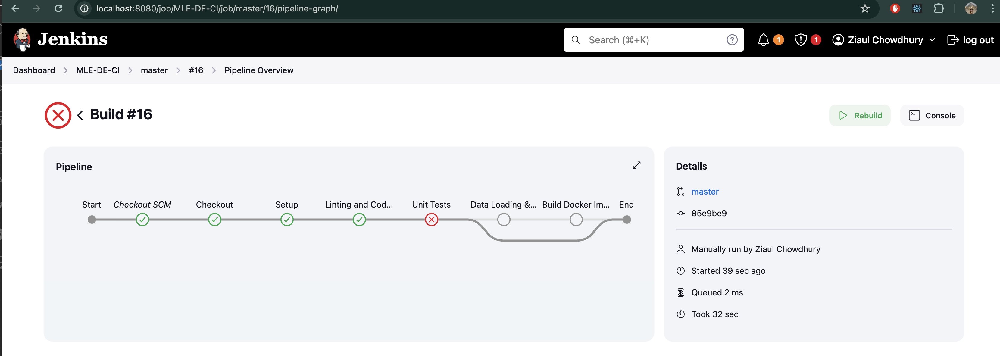 localhost:8080/job/MLE-DE-CI/job/master/16/pipeline-graph/
Jenkins
Search (⌘+K)
?
1
1
Ziaul Chowdhury
log out
Dashboard > MLE-DE-CI > master > #16 > Pipeline Overview
Build #16
Rebuild
Console
Pipeline
Start
Checkout SCM
Checkout
Setup
Linting and Cod...
Unit Tests
Data Loading &...
Build Docker Im...
End
Details
master
85e9be9
Manually run by Ziaul Chowdhury
Started 39 sec ago
Queued 2 ms
Took 32 sec